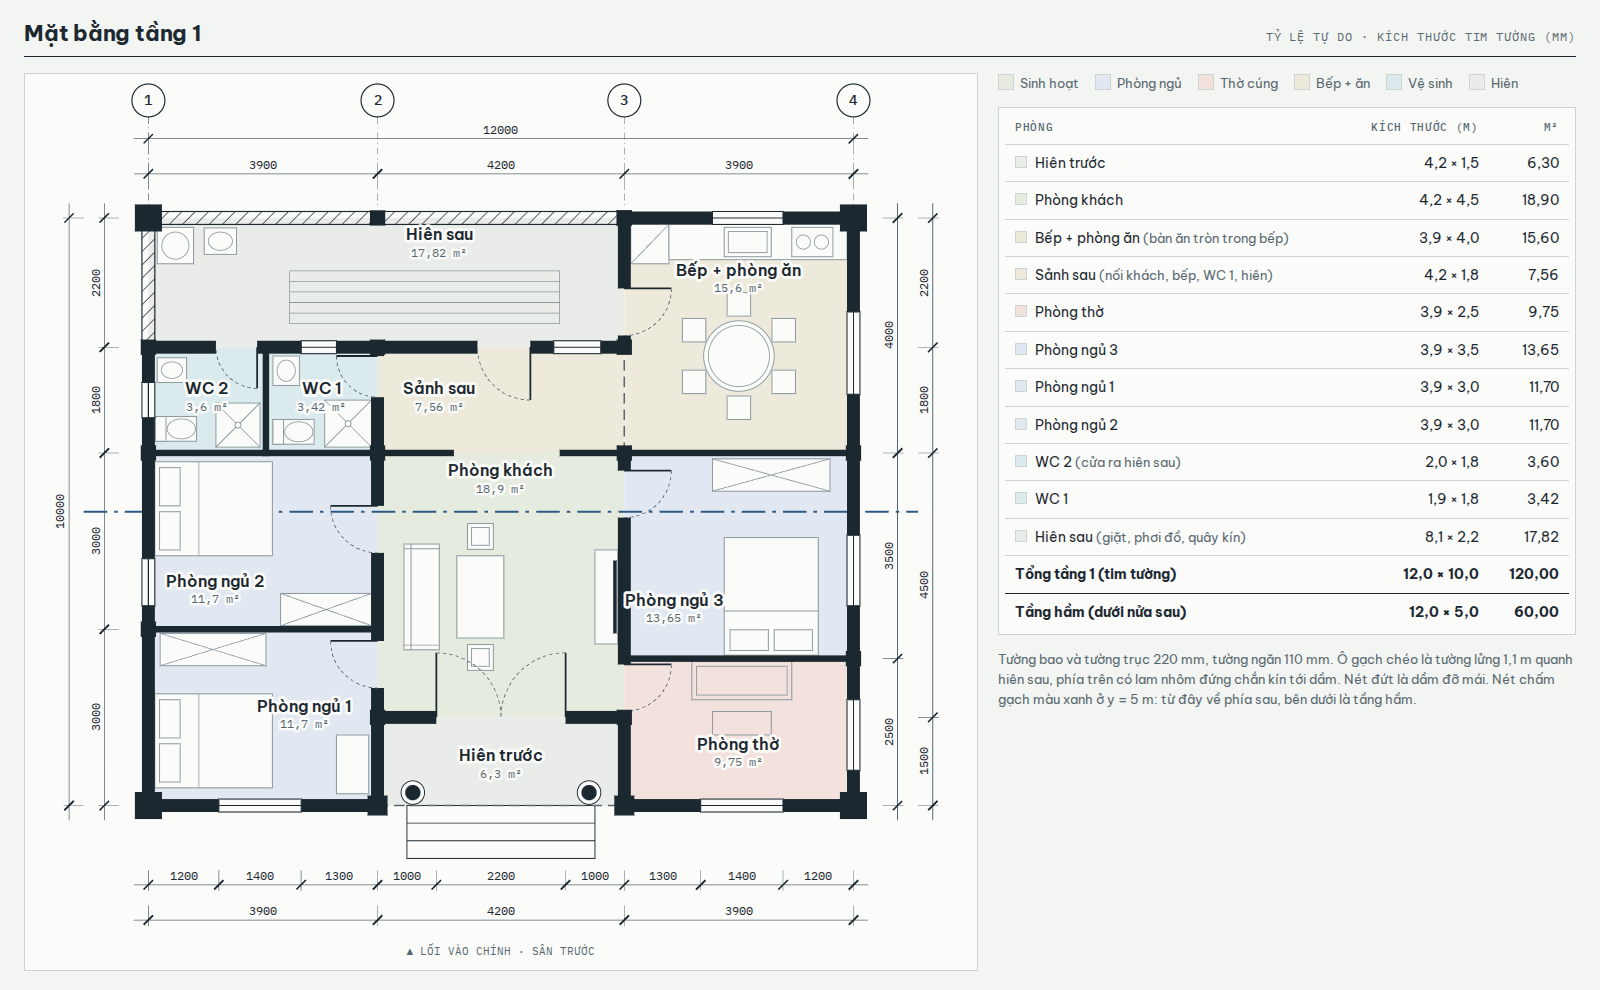 Mặt bằng tầng 1
TỶ LỆ TỰ DO · KÍCH THƯỚC TIM TƯỜNG (MM)
1 2 3 4
12000
3900 4200 3900
Hiên sau
17,82 m²
Bếp + phòng ăn
15,6 m²
2200
2200
4000
WC 2
3,6 m²
WC 1
3,42 m²
Sảnh sau
7,56 m²
1800
1800
Phòng khách
18,9 m²
10000
3000
3500
4500
Phòng ngủ 2
11,7 m²
Phòng ngủ 3
13,65 m²
Phòng ngủ 1
11,7 m²
3000
2500
1500
Hiên trước
6,3 m²
Phòng thờ
9,75 m²
1200 1400 1300 1000 2200 1000 1300 1400 1200
3900 4200 3900
▲ LỐI VÀO CHÍNH · SÂN TRƯỚC
Sinh hoạt Phòng ngủ Thờ cúng Bếp + ăn Vệ sinh Hiên
PHÒNG KÍCH THƯỚC (M) M²
Hiên trước 4,2 × 1,5 6,30
Phòng khách 4,2 × 4,5 18,90
Bếp + phòng ăn (bàn ăn tròn trong bếp) 3,9 × 4,0 15,60
Sảnh sau (nối khách, bếp, WC 1, hiên) 4,2 × 1,8 7,56
Phòng thờ 3,9 × 2,5 9,75
Phòng ngủ 3 3,9 × 3,5 13,65
Phòng ngủ 1 3,9 × 3,0 11,70
Phòng ngủ 2 3,9 × 3,0 11,70
WC 2 (cửa ra hiên sau) 2,0 × 1,8 3,60
WC 1 1,9 × 1,8 3,42
Hiên sau (giặt, phơi đồ, quây kín) 8,1 × 2,2 17,82
Tổng tầng 1 (tim tường) 12,0 × 10,0 120,00
Tầng hầm (dưới nửa sau) 12,0 × 5,0 60,00
Tường bao và tường trục 220 mm, tường ngăn 110 mm. Ô gạch chéo là tường lửng 1,1 m quanh
hiên sau, phía trên có lam nhôm đứng chắn kín tới dầm. Nét đứt là dầm đỡ mái. Nét chấm
gạch màu xanh ở y = 5 m: từ đây về phía sau, bên dưới là tầng hầm.